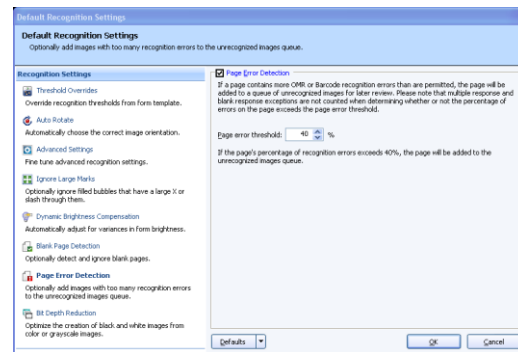 Default Recognition Settings
Default Recognition Settings
Optionally add images with too many recognition errors to the unrecognized images queue.
Recognition Settings
Threshold Overrides
Override recognition thresholds from form template.
Auto Rotate
Automatically choose the correct image orientation.
Advanced Settings
Fine tune advanced recognition settings.
Ignore Large Marks
Optionally ignore filled bubbles that have a large X or
slash through them.
Dynamic Brightness Compensation
Automatically adjust for variances in form brightness.
Blank Page Detection
Optionally detect and ignore blank pages.
Page Error Detection
Optionally add images with too many recognition errors
to the unrecognized images queue.
Bit Depth Reduction
Optimize the creation of black and white images from
color or grayscale images.
Page Error Detection
If a page contains more OMR or Barcode recognition errors than are permitted, the page will be
added to a queue of unrecognized images for later review. Please note that multiple response and
blank response exceptions are not counted when determining whether or not the percentage of
errors on the page exceeds the page error threshold.
Page error threshold: 40 %
If the page's percentage of recognition errors exceeds 40%, the page will be added to the
unrecognized images queue.
Defaults OK Cancel